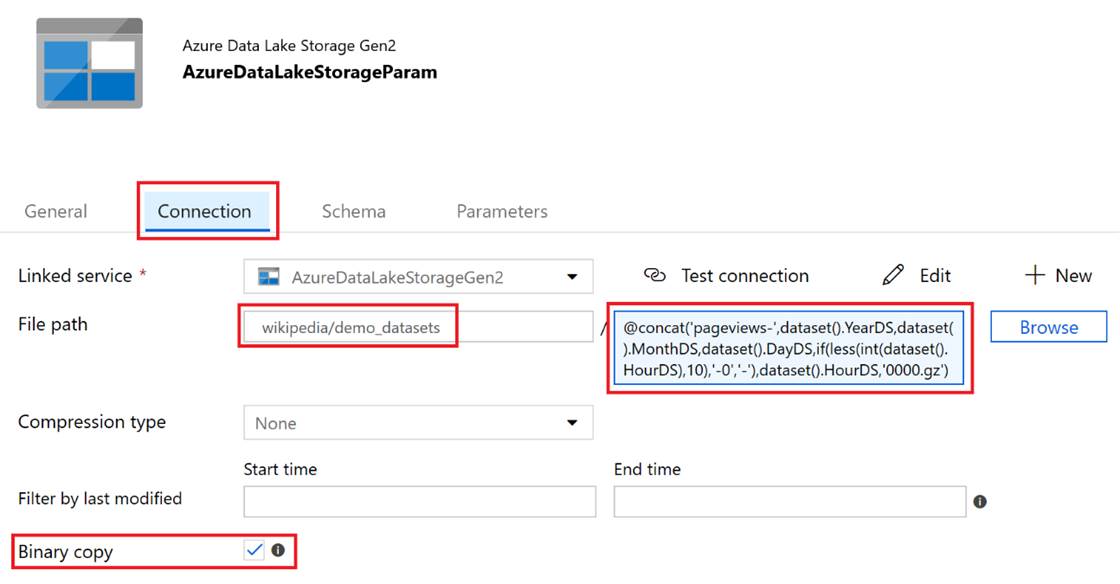 Azure Data Lake Storage Gen2
AzureDataLakeStorageParam
General Connection Schema Parameters
Linked service * AzureDataLakeStorageGen2 Test connection Edit New
File path wikipedia/demo_datasets / @concat('pageviews-',dataset().YearDS,dataset(
).MonthDS,dataset().DayDS,if(less(int(dataset().
HourDS),10),'-0','-'),dataset().HourDS,'0000.gz') Browse
Compression type None
Start time End time
Filter by last modified
Binary copy